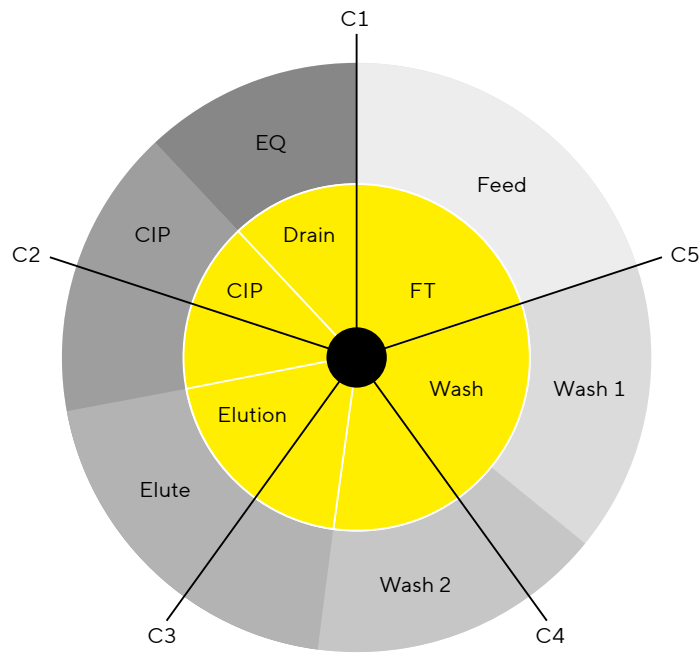 C1
EQ
Feed
CIP
Drain
C2
C5
CIP
FT
Wash
Wash 1
Elution
Elute
Wash 2
C3
C4